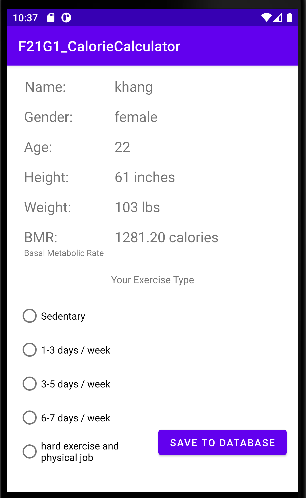 10:37
F21G1_CalorieCalculator
Name: khang
Gender: female
Age: 22
Height: 61 inches
Weight: 103 lbs
BMR: 1281.20 calories
Basal Metabolic Rate
Your Exercise Type
Sedentary
1-3 days / week
3-5 days / week
6-7 days / week
hard exercise and
physical job
SAVE TO DATABASE